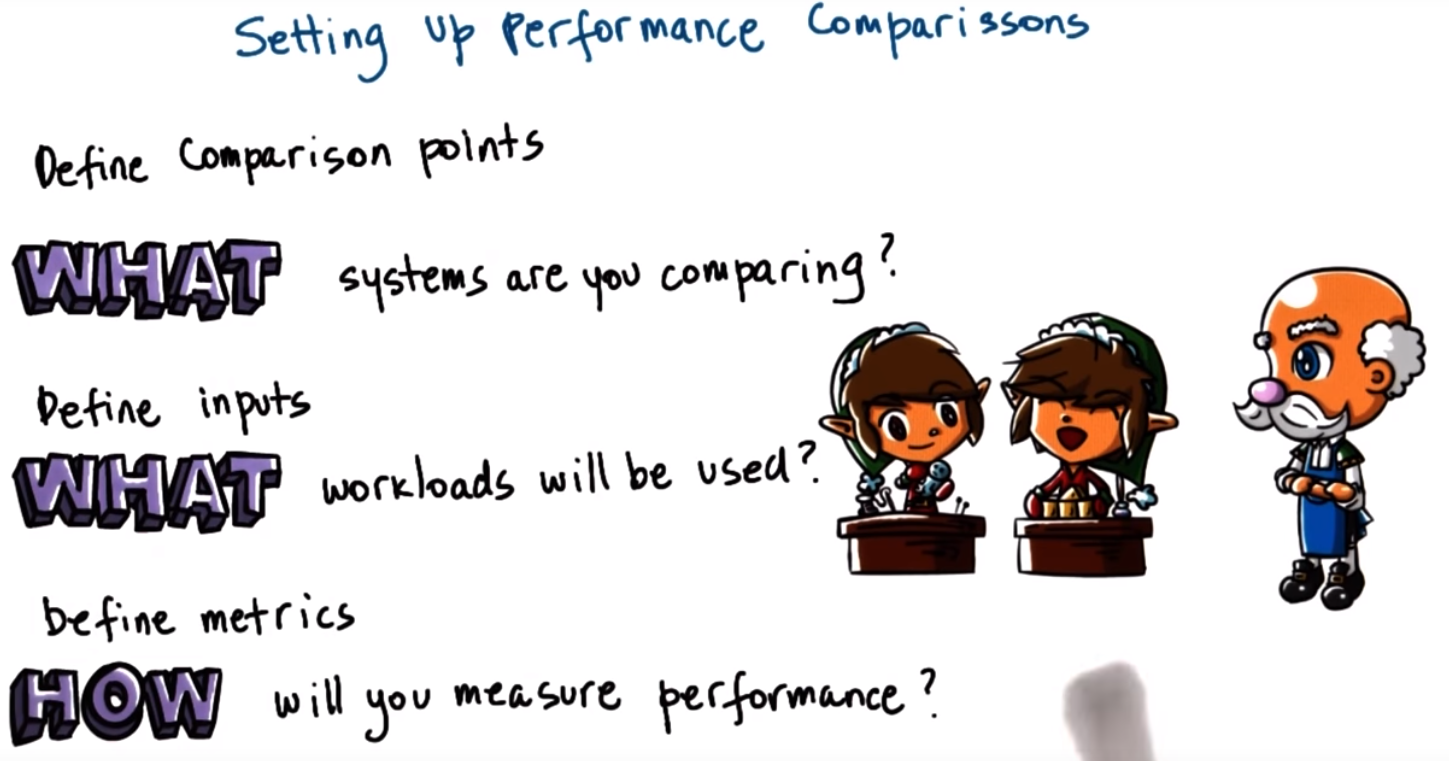 Setting up performance Comparissons
Define Comparison points
WHAT systems are you comparing?
Define inputs
WHAT workloads will be used?
Define metrics
HOW will you measure performance?